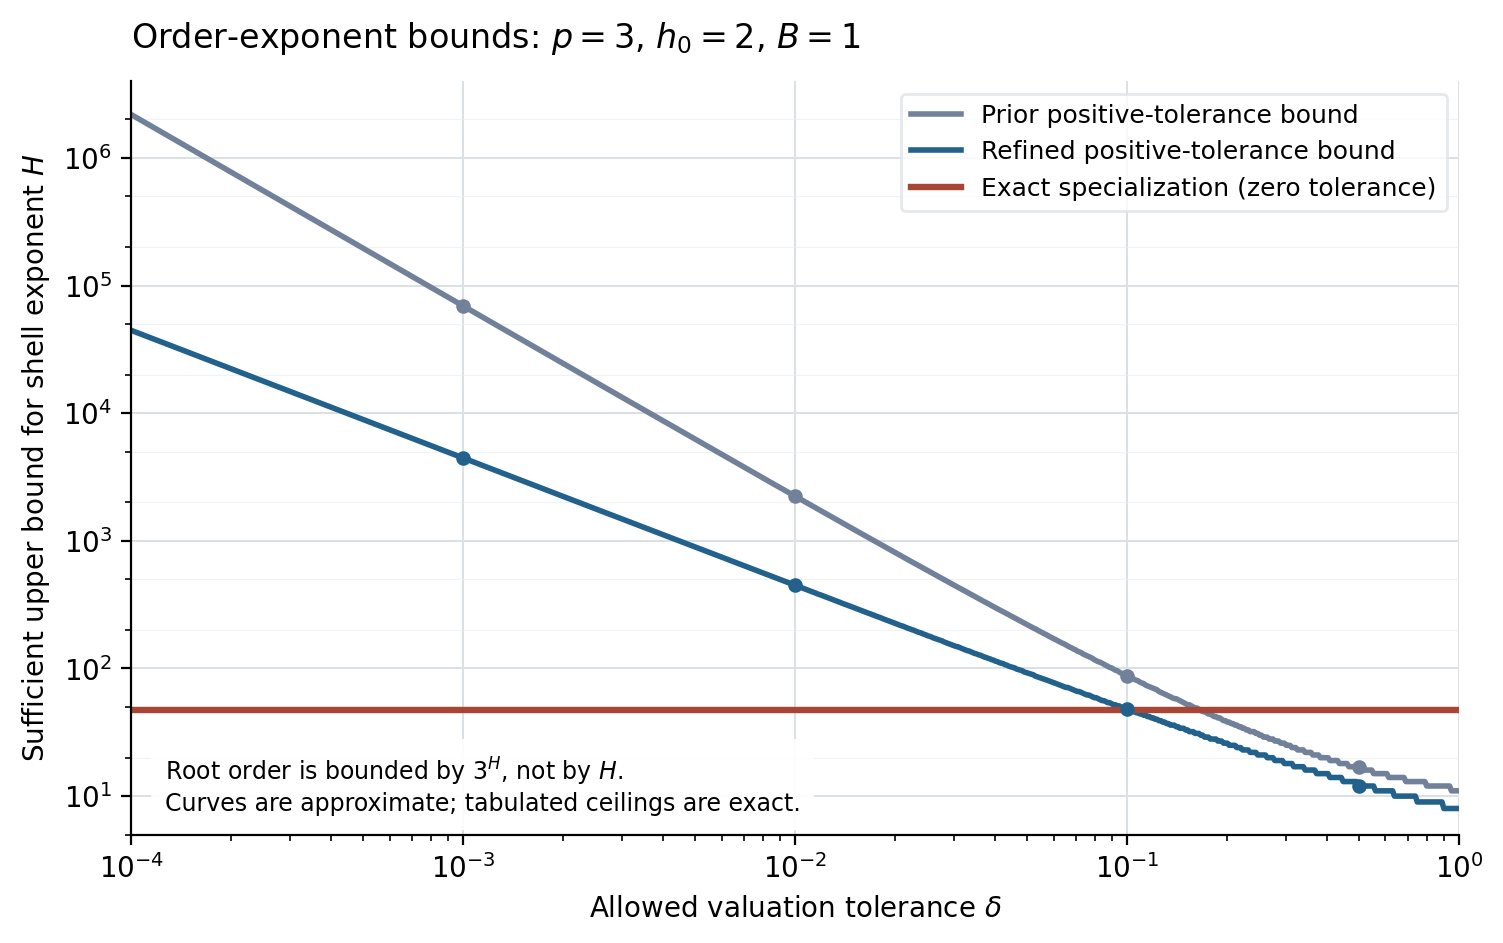 Order-exponent bounds: p = 3, h₀ = 2, B = 1
Sufficient upper bound for shell exponent H
10⁶
10⁵
10⁴
10³
10²
10¹
Prior positive-tolerance bound
Refined positive-tolerance bound
Exact specialization (zero tolerance)
Root order is bounded by 3ᴴ, not by H.
Curves are approximate; tabulated ceilings are exact.
10⁻⁴ 10⁻³ 10⁻² 10⁻¹ 10⁰
Allowed valuation tolerance δ